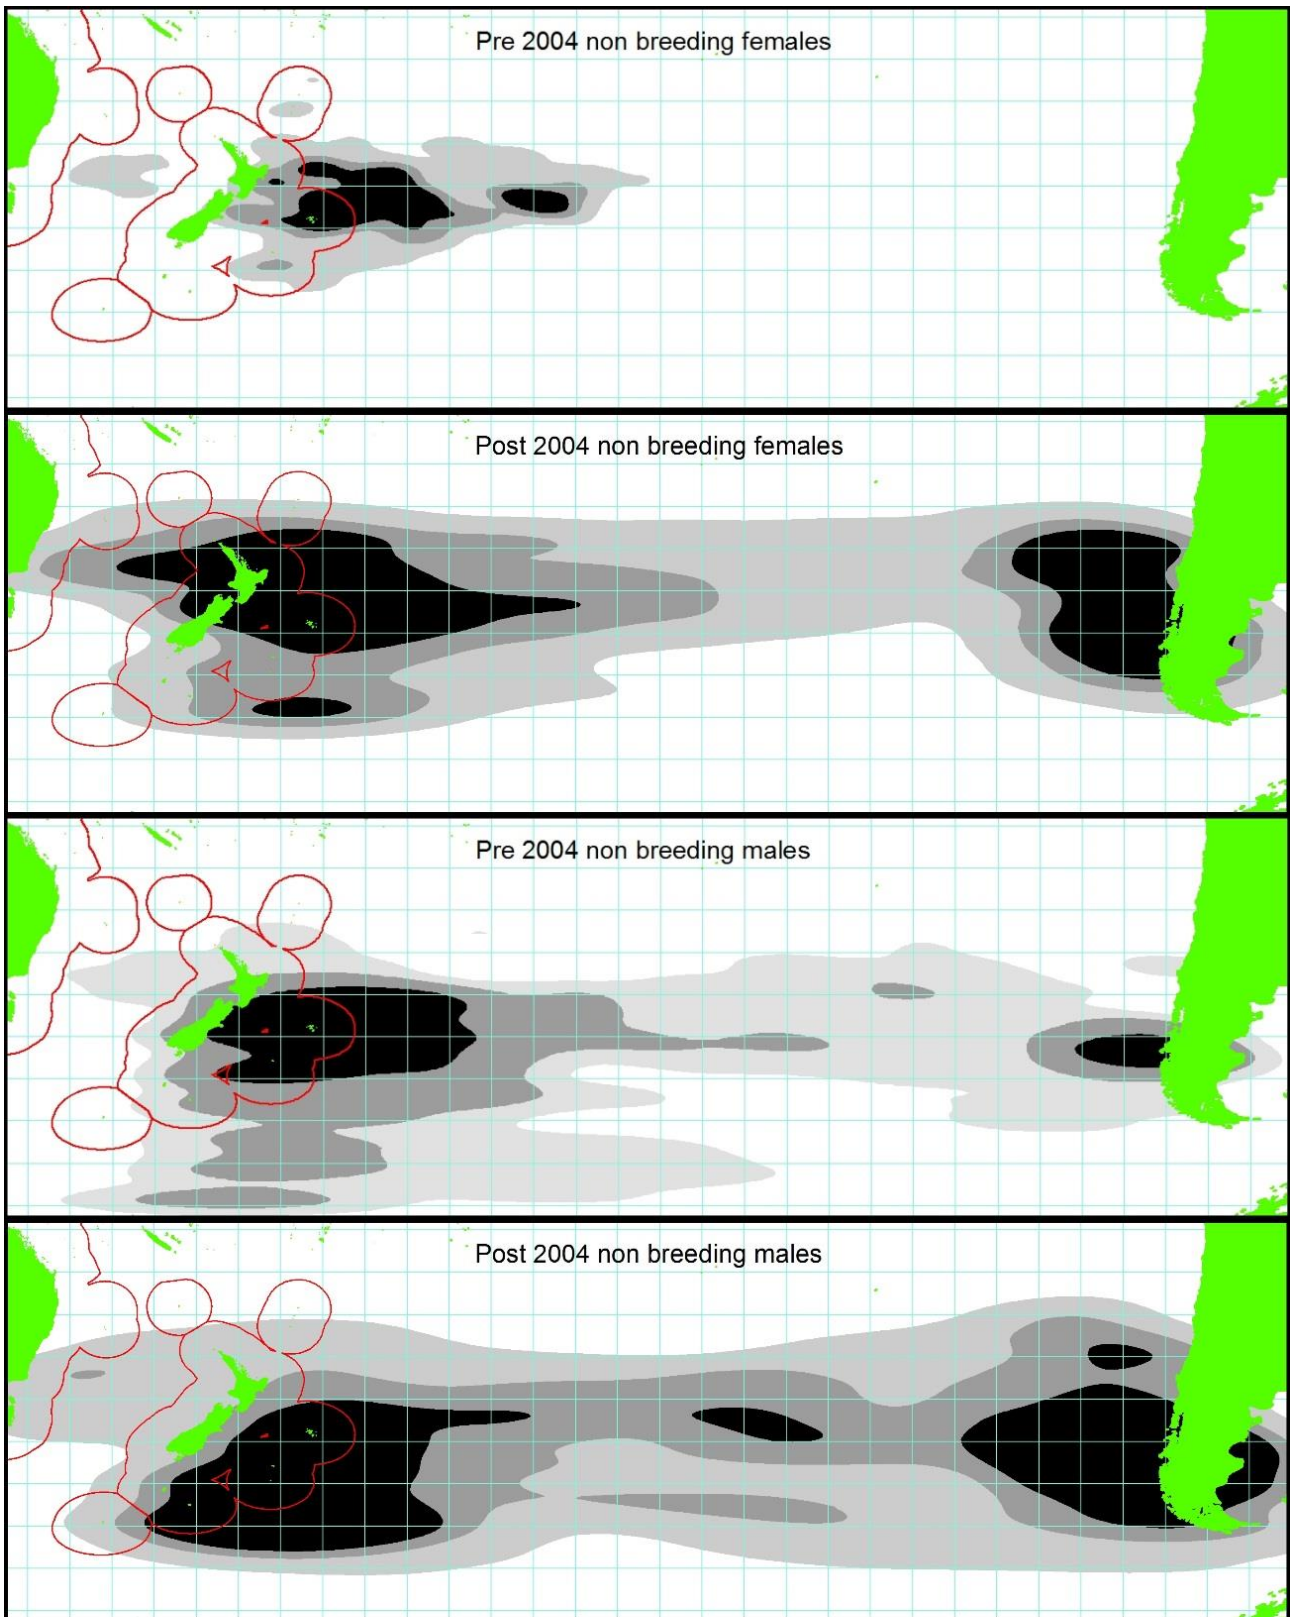 Pre 2004 non breeding females
Post 2004 non breeding females
Pre 2004 non breeding males
Post 2004 non breeding males